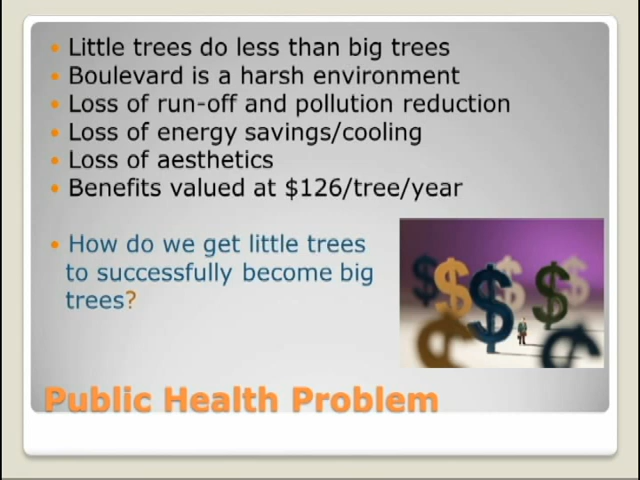 Little trees do less than big trees
Boulevard is a harsh environment
Loss of run-off and pollution reduction
Loss of energy savings/cooling
Loss of aesthetics
Benefits valued at $126/tree/year
How do we get little trees
to successfully become big
trees?
$ $ $ $ $ $
Public Health Problem